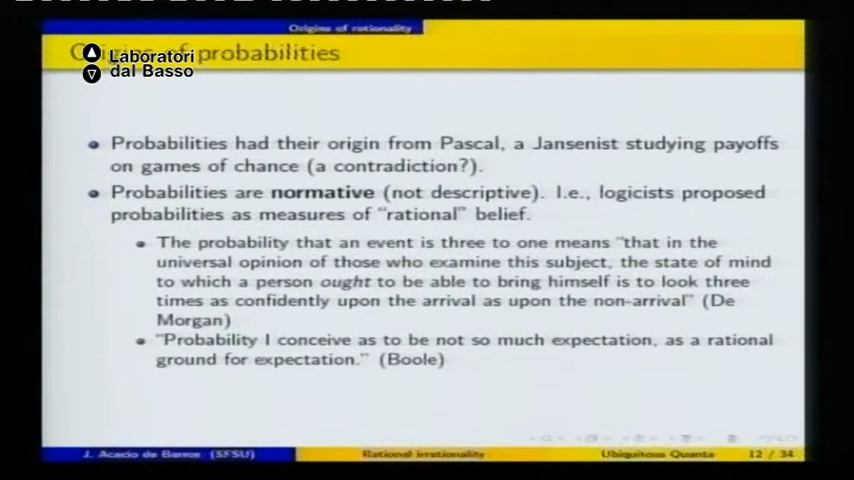 Origins of rationality
Origins of probabilities
Laboratori
dal Basso
Probabilities had their origin from Pascal, a Jansenist studying payoffs
on games of chance (a contradiction?).
Probabilities are normative (not descriptive). I.e., logicists proposed
probabilities as measures of "rational" belief.
The probability that an event is three to one means "that in the
universal opinion of those who examine this subject, the state of mind
to which a person ought to be able to bring himself is to look three
times as confidently upon the arrival as upon the non-arrival" (De
Morgan)
"Probability I conceive as to be not so much expectation, as a rational
ground for expectation." (Boole)
J. Acacio de Barros (SFSU)
Rational irrationality
Ubiquitous Quanta
12 / 34